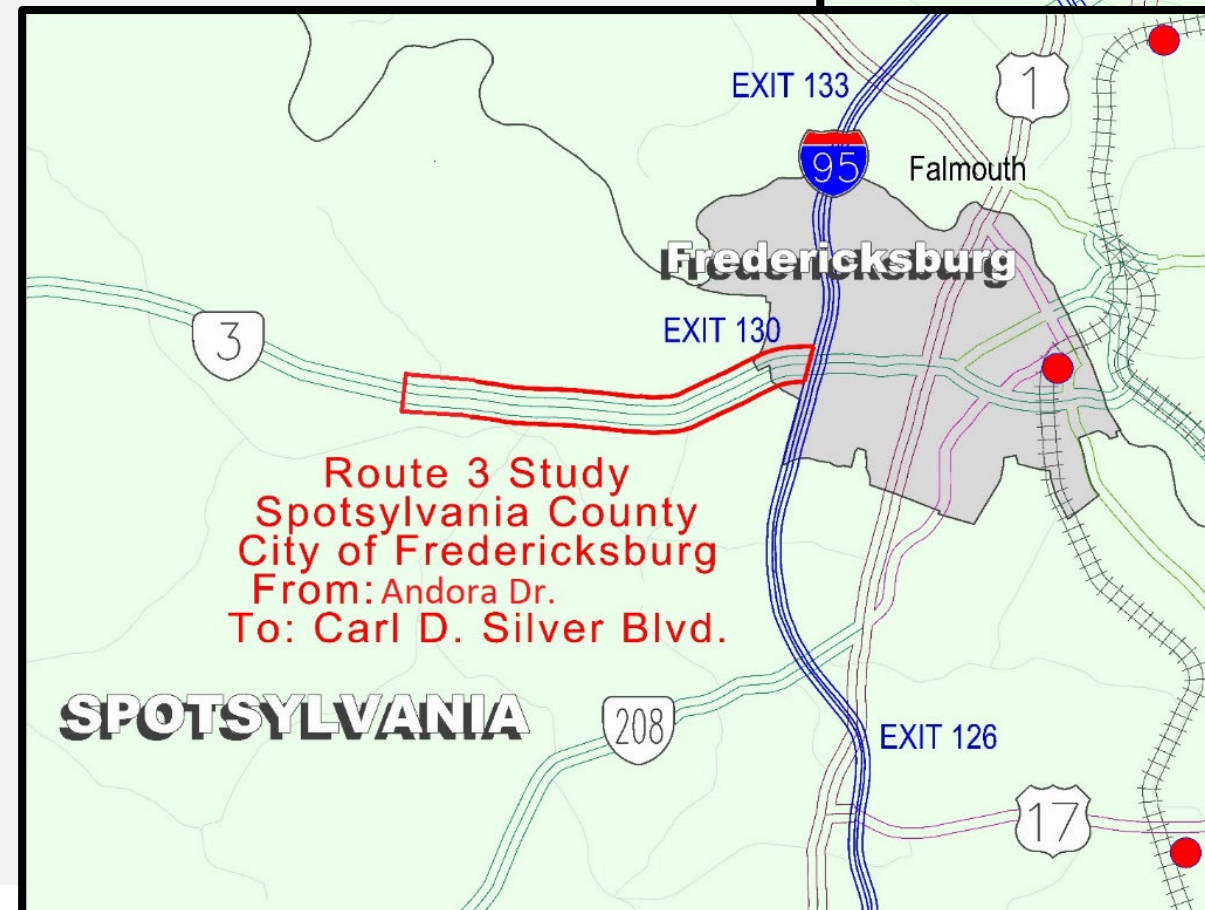 EXIT 133
1
95
Falmouth
Fredericksburg
EXIT 130
3
Route 3 Study
Spotsylvania County
City of Fredericksburg
From: Andora Dr.
To: Carl D. Silver Blvd.
SPOTSYLVANIA
208
EXIT 126
17